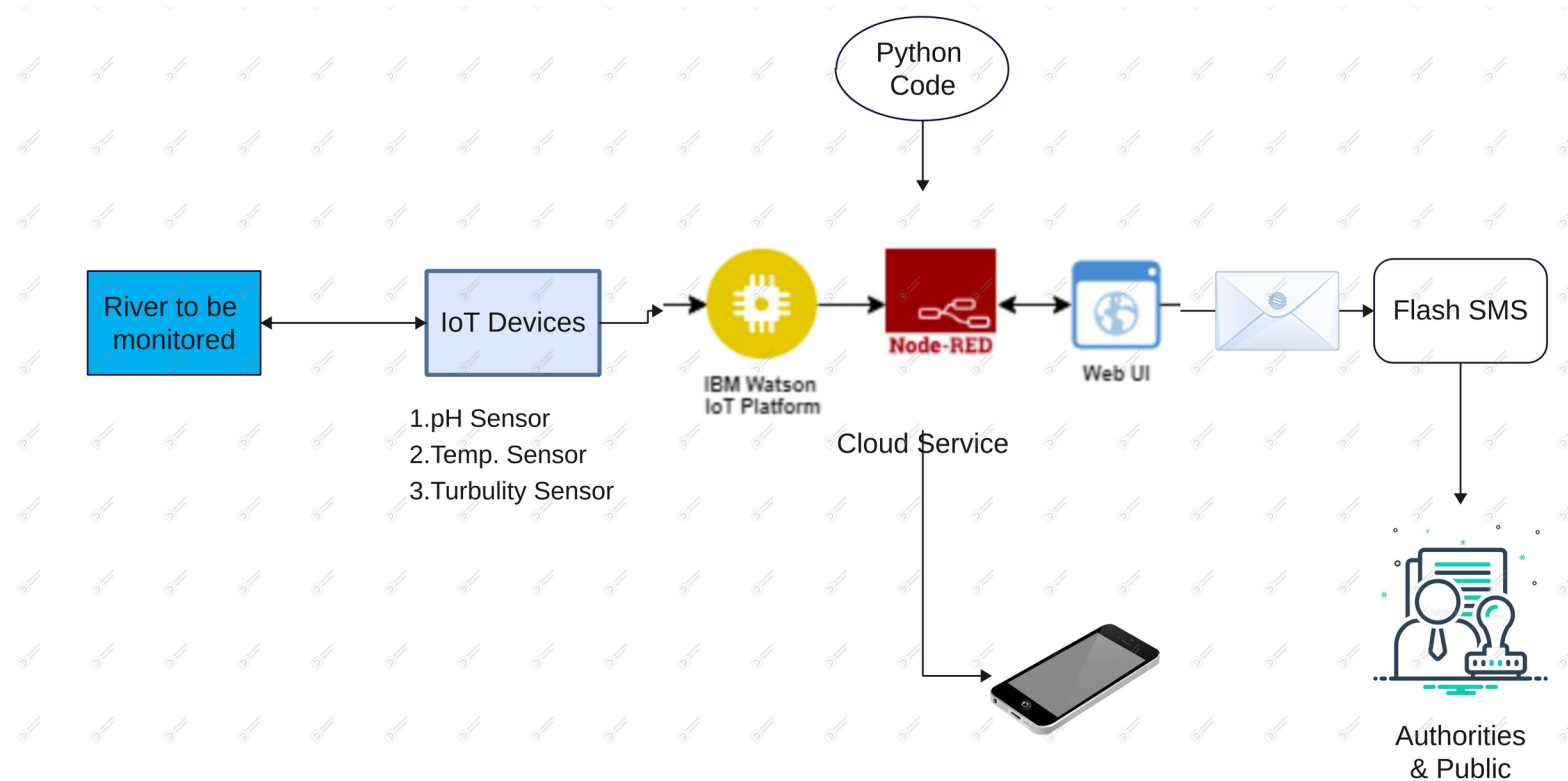 Python
Code
River to be
monitored
IoT Devices
1.pH Sensor
2.Temp. Sensor
3.Turbulity Sensor
IBM Watson
IoT Platform
Node-RED
Cloud Service
Web UI
Flash SMS
Authorities
& Public